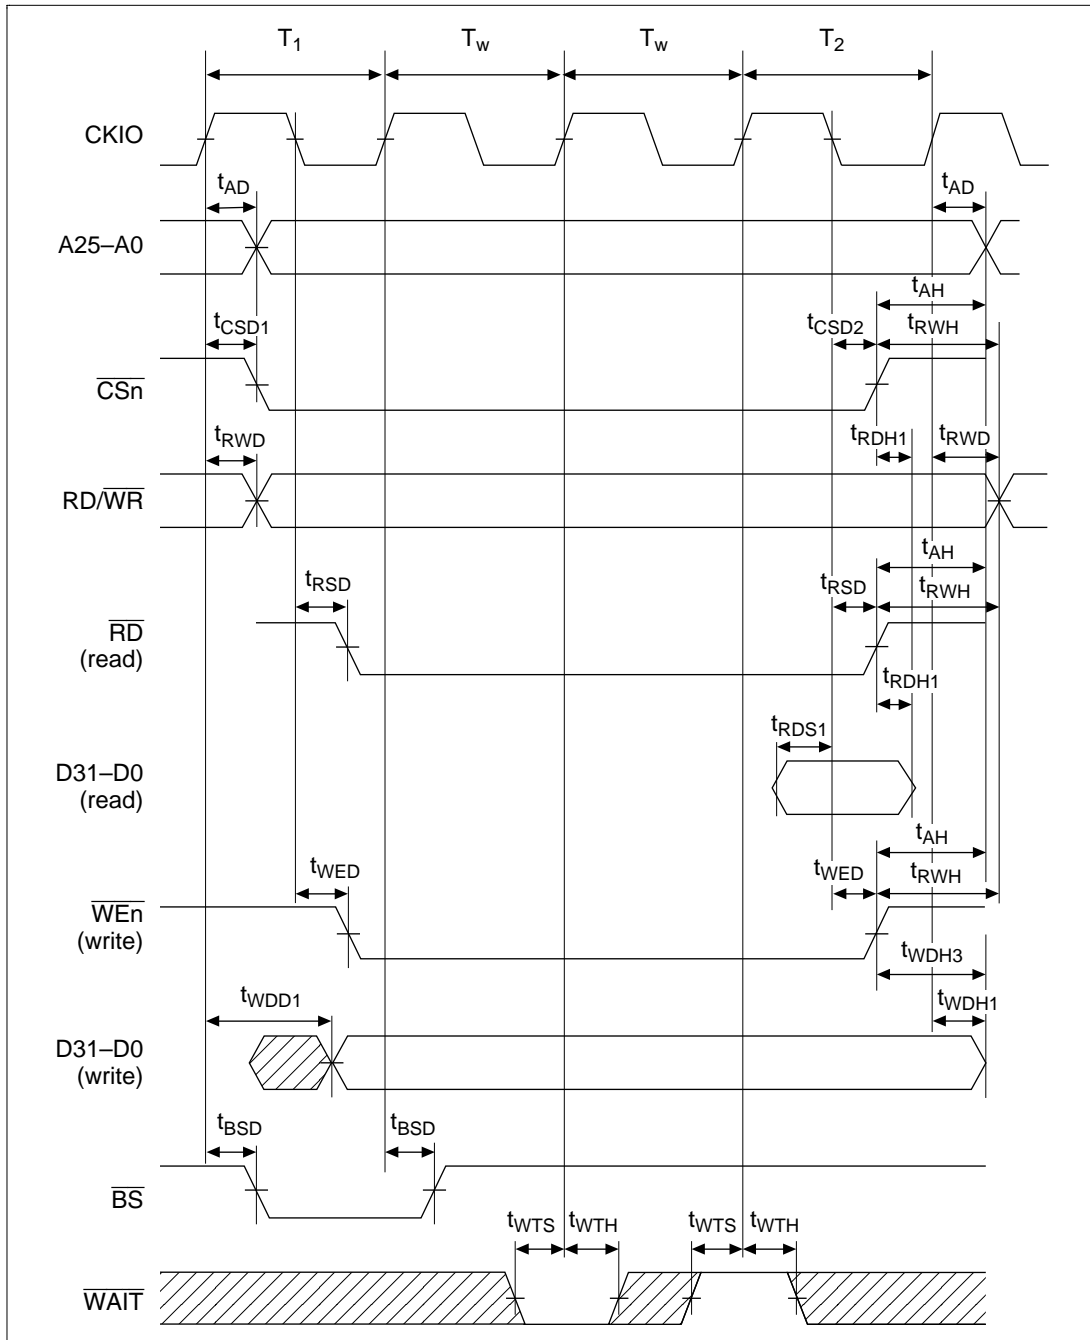 T1 Tw Tw T2
CKIO
tAD tAD
A25–A0
tAH
tCSD1 tCSD2 tRWH
CSn
tRWD tRDH1 tRWD
RD/WR
tAH
tRSD tRSD tRWH
RD
(read)
tRDH1
tRDS1
D31–D0
(read)
tAH
tWED tWED tRWH
WEn
(write)
tWDH3
tWDD1 tWDH1
D31–D0
(write)
tBSD tBSD
BS
tWTS tWTH tWTS tWTH
WAIT